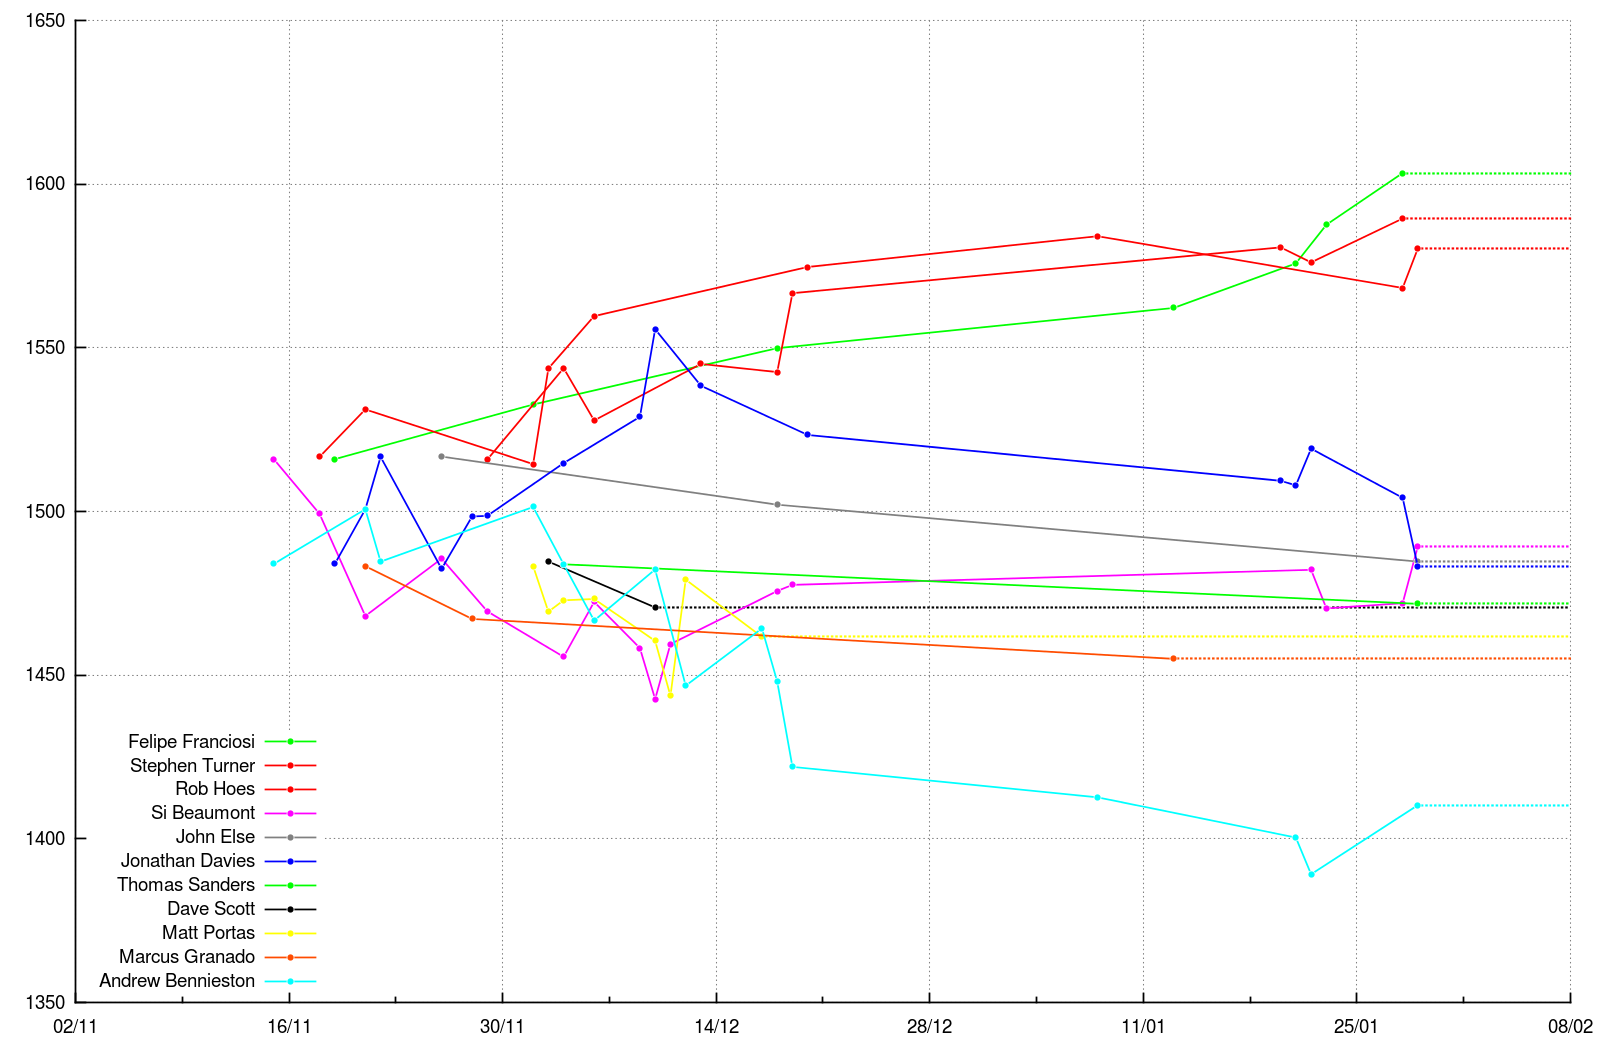 1650
1600
1550
1500
1450
1400
1350
Felipe Franciosi
Stephen Turner
Rob Hoes
Si Beaumont
John Else
Jonathan Davies
Thomas Sanders
Dave Scott
Matt Portas
Marcus Granado
Andrew Bennieston
02/11 16/11 30/11 14/12 28/12 11/01 25/01 08/02